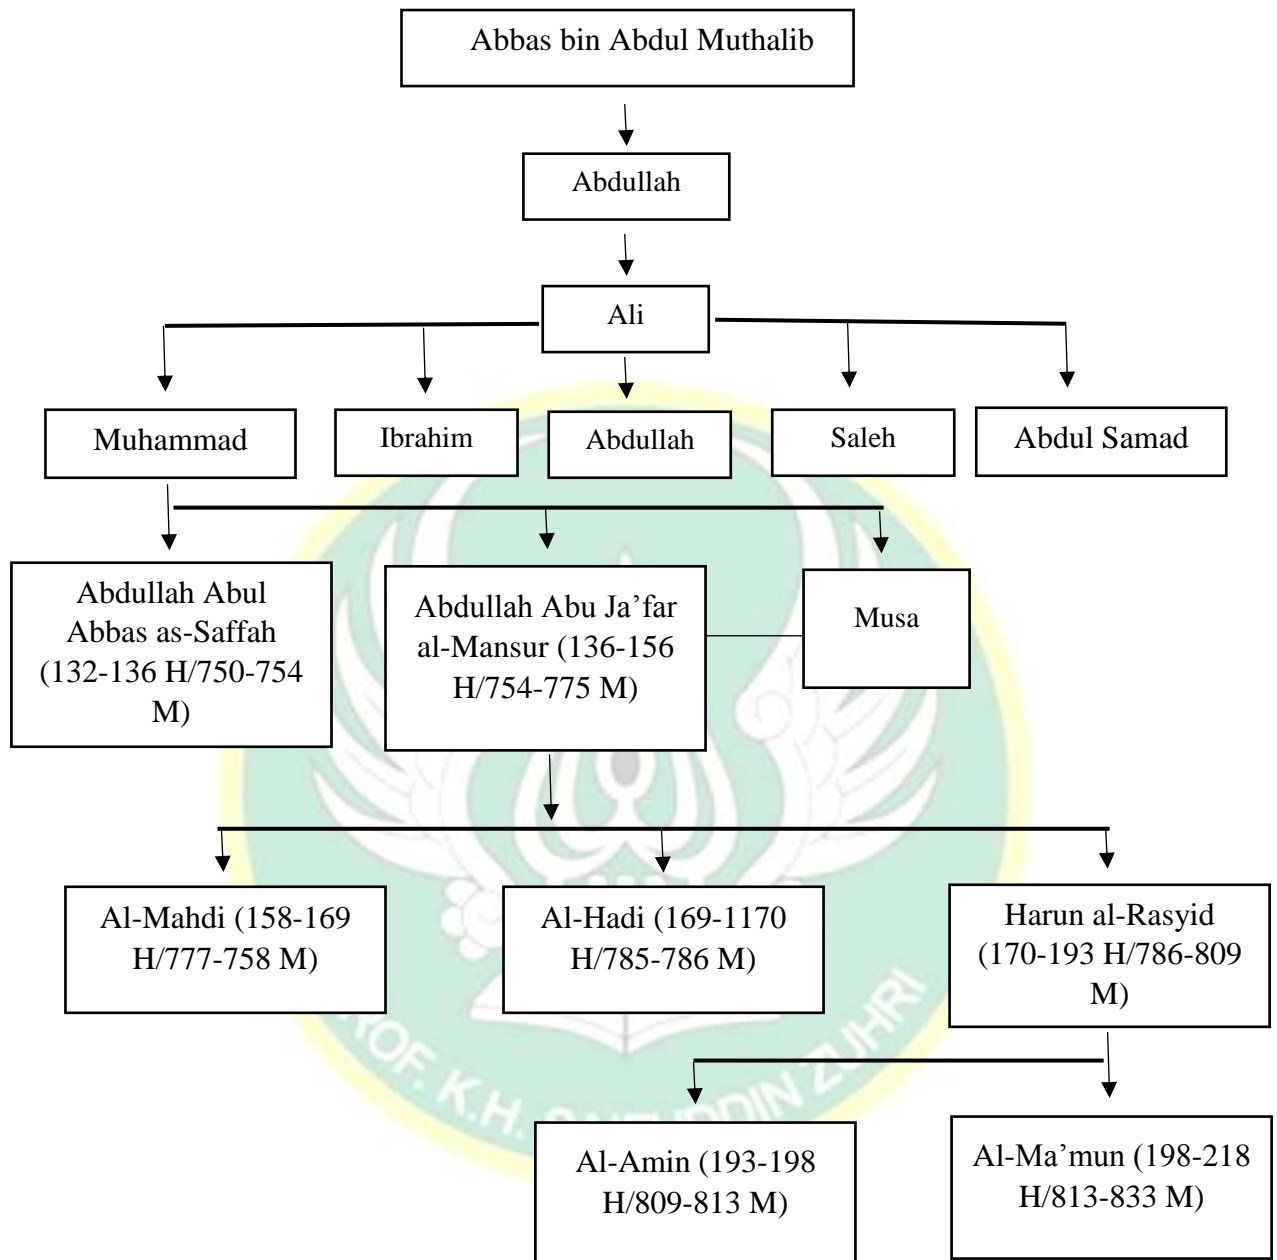 Abbas bin Abdul Muthalib
Abdullah
Ali
Muhammad
Ibrahim
Abdullah
Saleh
Abdul Samad
Abdullah Abul
Abbas as-Saffah
(132-136 H/750-754
M)
Abdullah Abu Ja’far
al-Mansur (136-156
H/754-775 M)
Musa
Al-Mahdi (158-169
H/777-758 M)
Al-Hadi (169-1170
H/785-786 M)
Harun al-Rasyid
(170-193 H/786-809
M)
Al-Amin (193-198
H/809-813 M)
Al-Ma’mun (198-218
H/813-833 M)
ROF. K.H. ZUHRI